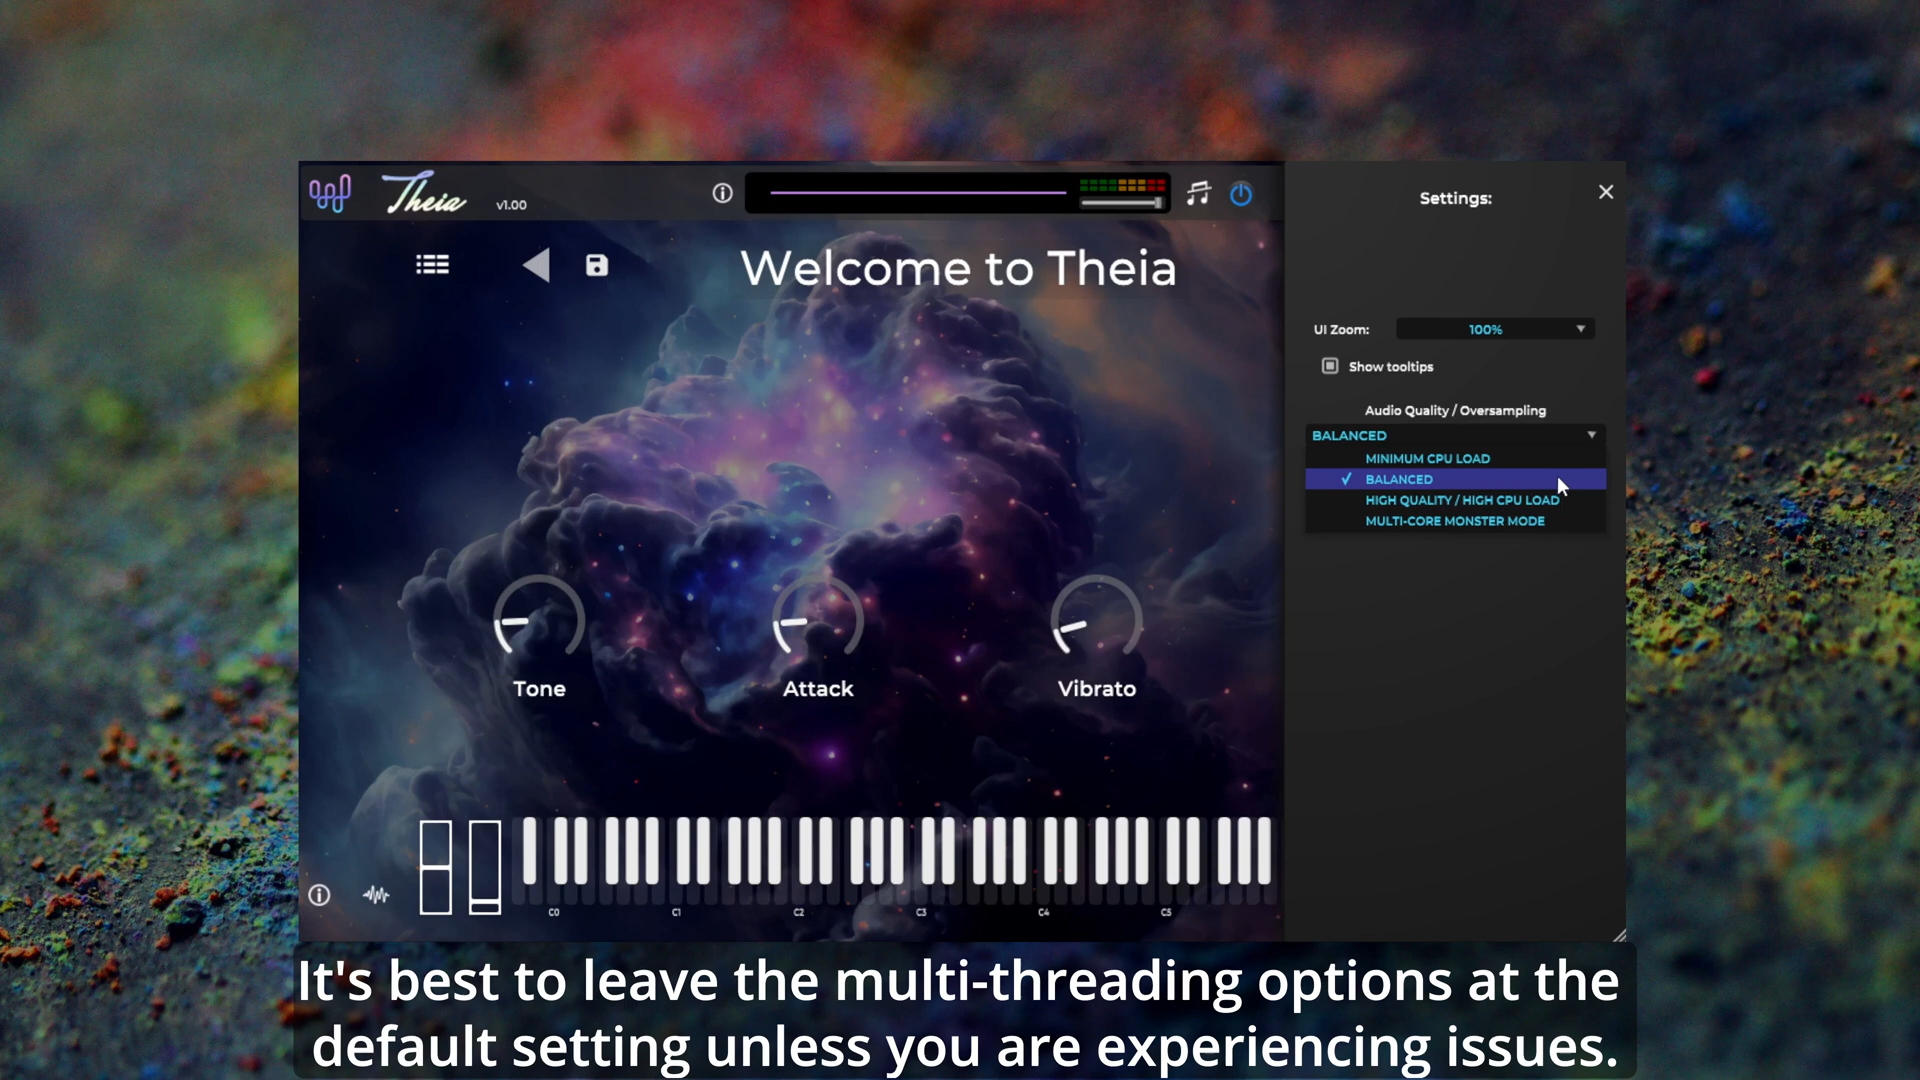 Theia
v1.00
Settings:
Welcome to Theia
UI Zoom:
100%
Show tooltips
Audio Quality / Oversampling
BALANCED
MINIMUM CPU LOAD
BALANCED
HIGH QUALITY / HIGH CPU LOAD
MULTI-CORE MONSTER MODE
Tone
Attack
Vibrato
C0
C1
C2
C3
C4
C5
It's best to leave the multi-threading options at the
default setting unless you are experiencing issues.